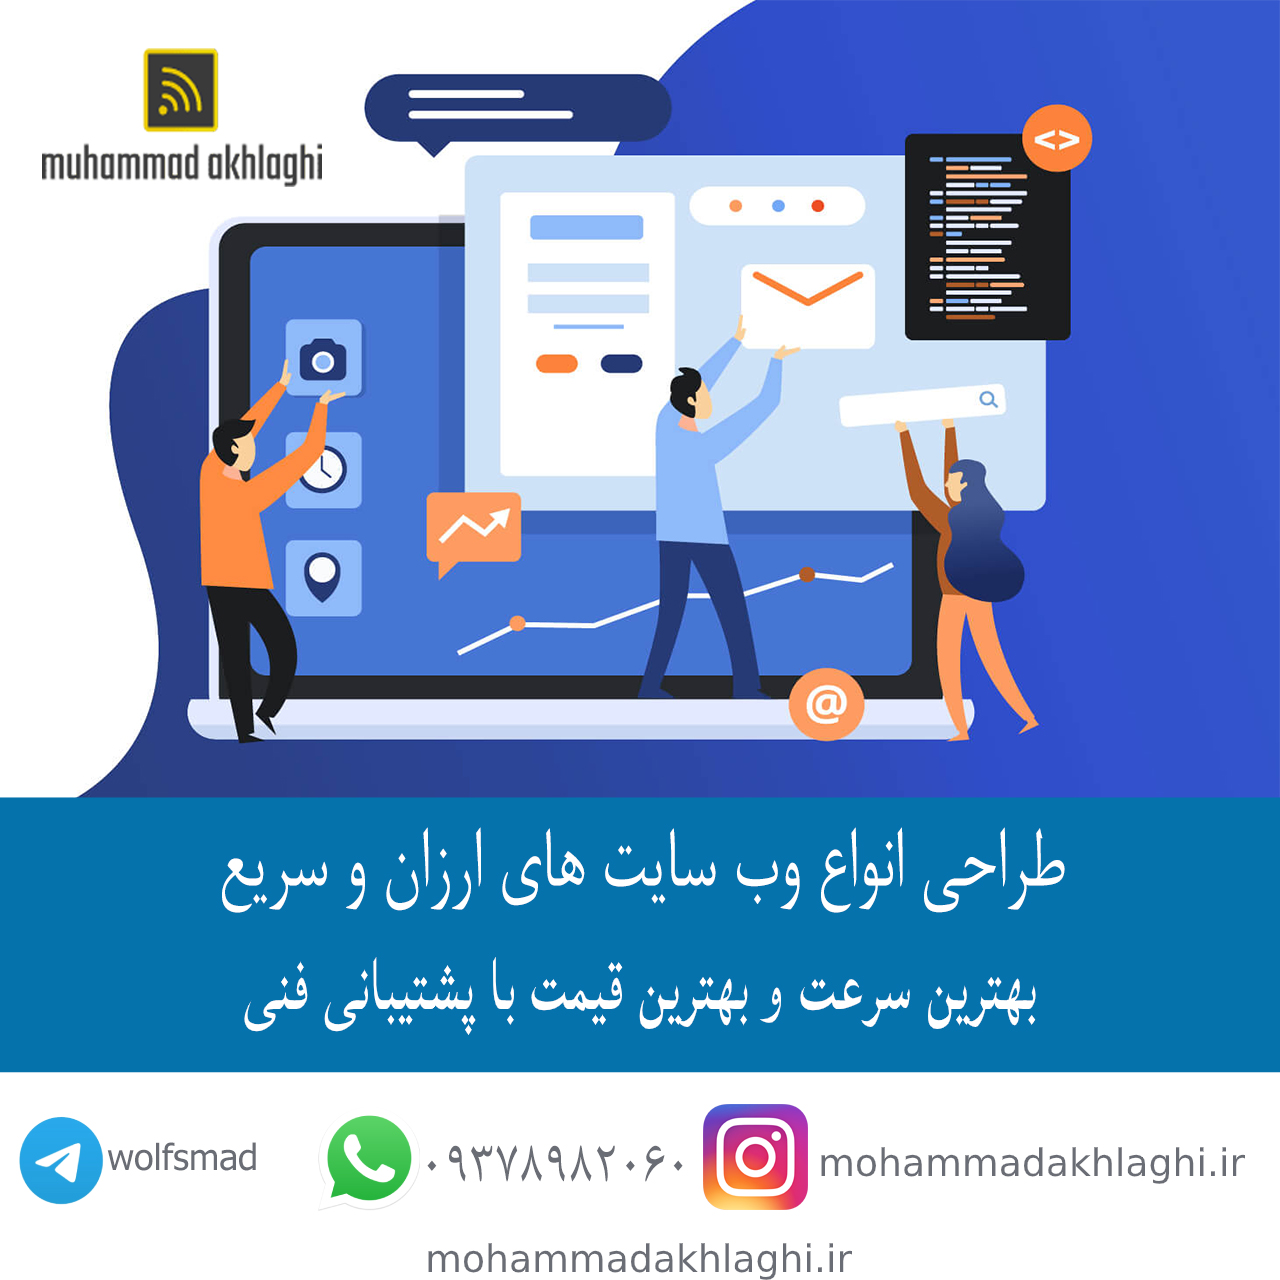 muhammad akhlaghi
<>
@
طراحی انواع وب سایت های ارزان و سریع
بهترین سرعت و بهترین قیمت با پشتیبانی فنی
wolfsmad
۰۹۳۷۸۹۸۲۰۶۰
mohammadakhlaghi.ir
mohammadakhlaghi.ir